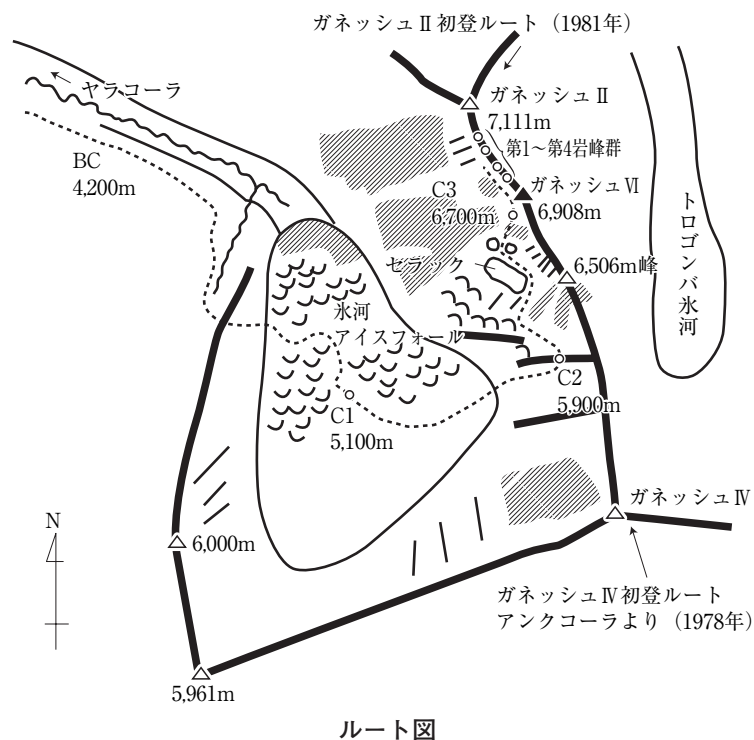 ガネッシュⅡ初登ルート（1981年）
ヤラコーラ
ガネッシュⅡ
7,111m
第1〜第4岩峰群
BC
4,200m
C3
6,700m
ガネッシュⅥ
6,908m
トロゴンバ氷河
セラック
6,506m峰
氷河
アイスフォール
C2
5,900m
C1
5,100m
ガネッシュⅣ
N
6,000m
ガネッシュⅣ初登ルート
アンクコーラより（1978年）
5,961m
ルート図